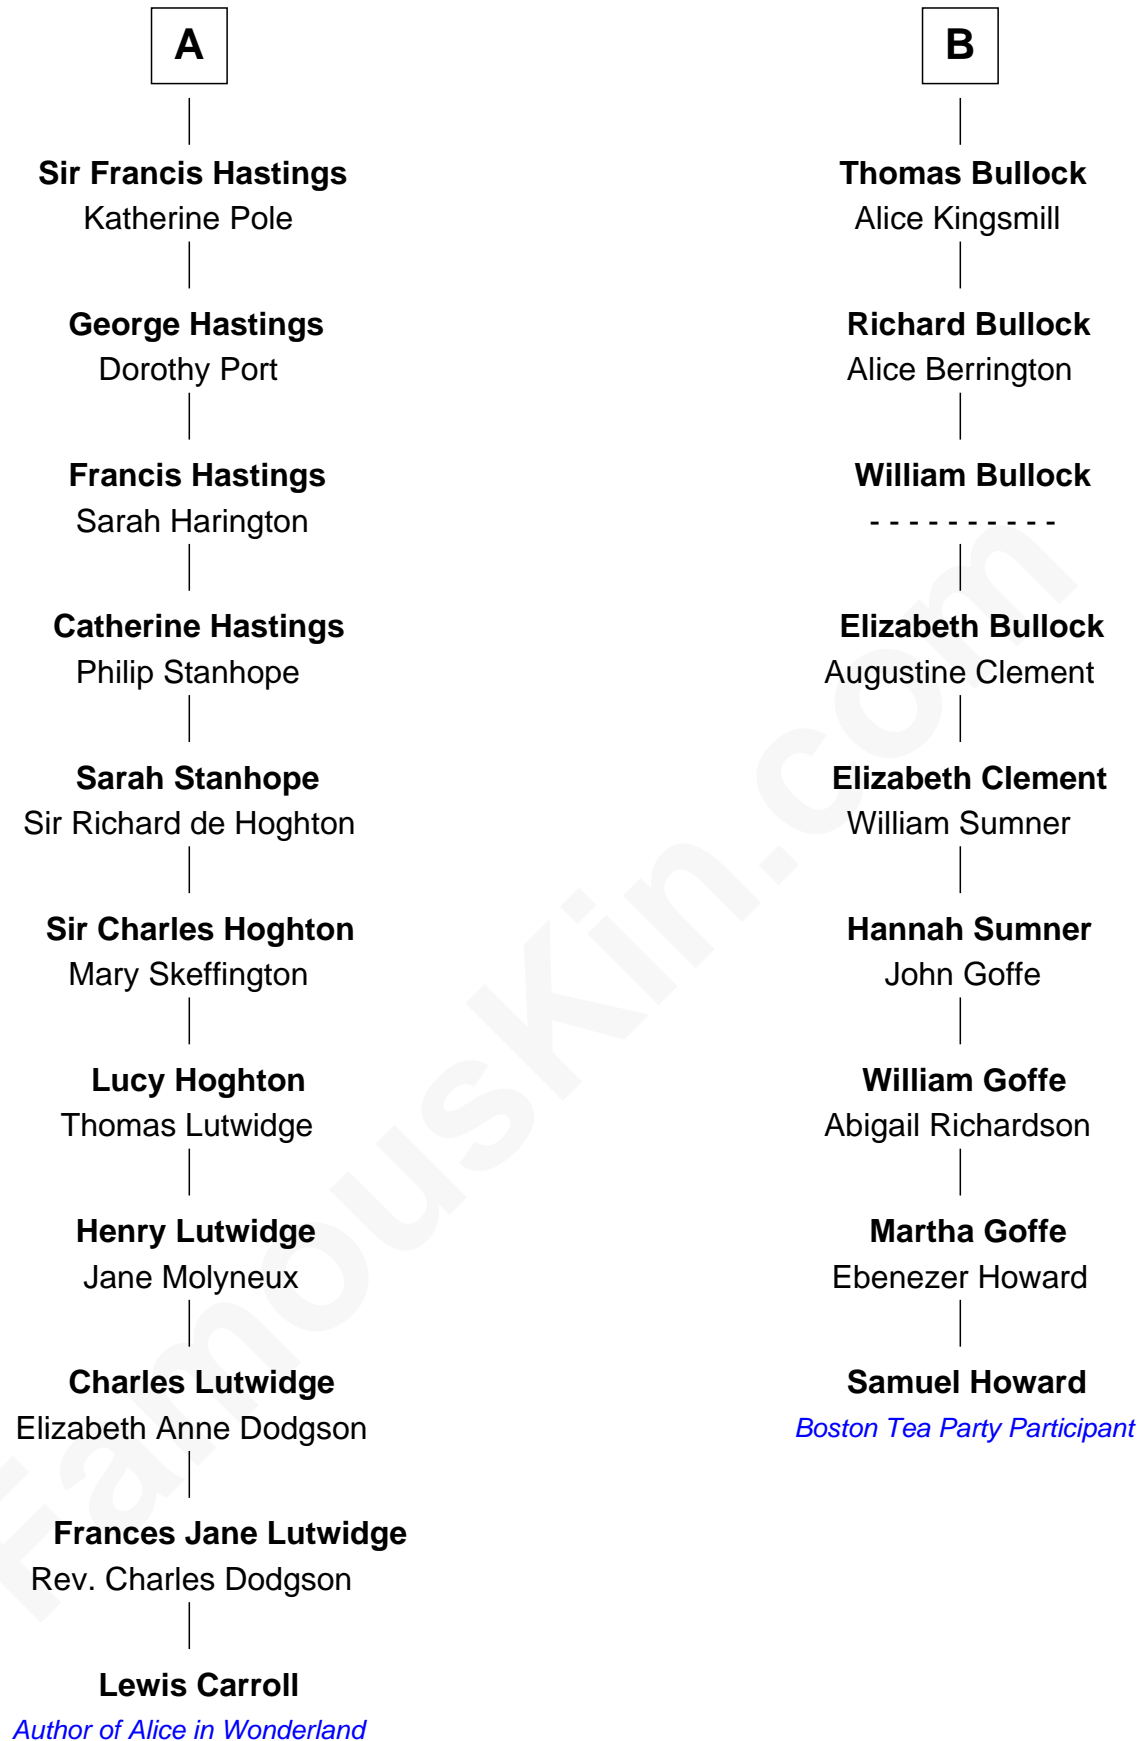 A
Sir Francis Hastings
Katherine Pole
George Hastings
Dorothy Port
Francis Hastings
Sarah Harington
Catherine Hastings
Philip Stanhope
Sarah Stanhope
Sir Richard de Hoghton
Sir Charles Hoghton
Mary Skeffington
Lucy Hoghton
Thomas Lutwidge
Henry Lutwidge
Jane Molyneux
Charles Lutwidge
Elizabeth Anne Dodgson
Frances Jane Lutwidge
Rev. Charles Dodgson
Lewis Carroll
Author of Alice in Wonderland
B
Thomas Bullock
Alice Kingsmill
Richard Bullock
Alice Berrington
William Bullock
- - - - - - - - - -
Elizabeth Bullock
Augustine Clement
Elizabeth Clement
William Sumner
Hannah Sumner
John Goffe
William Goffe
Abigail Richardson
Martha Goffe
Ebenezer Howard
Samuel Howard
Boston Tea Party Participant
FamousKin.com